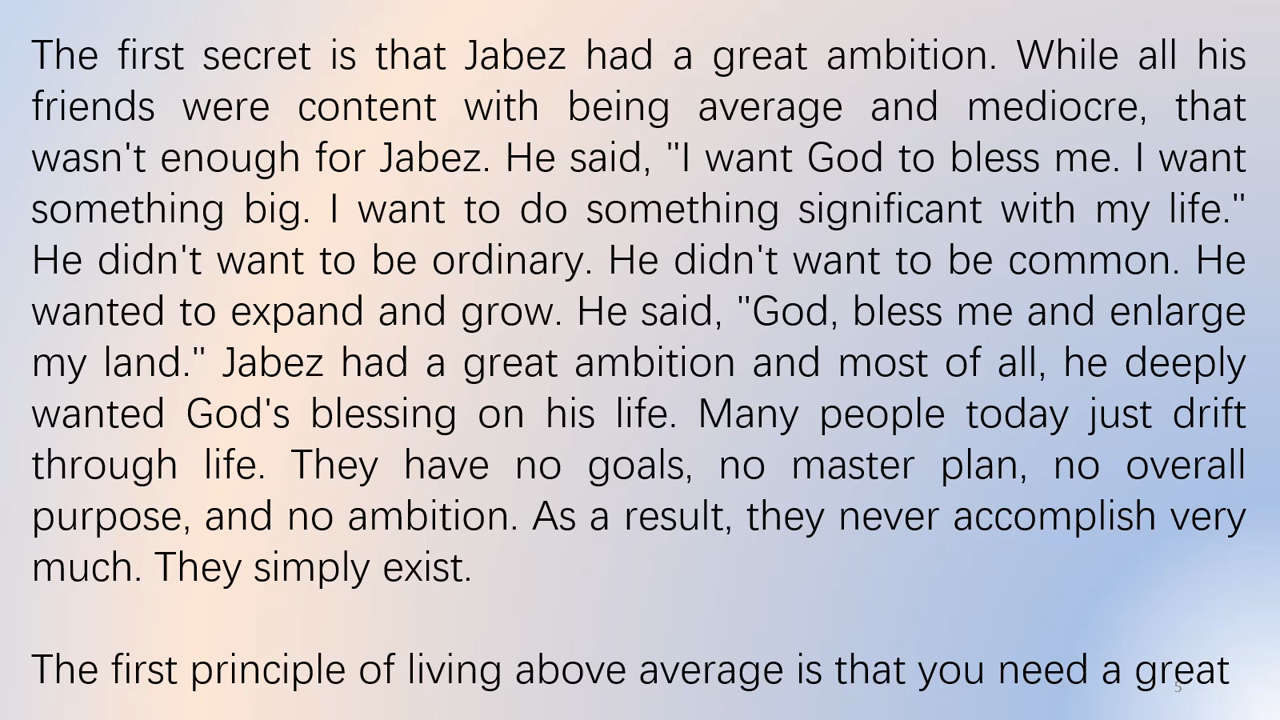 The first secret is that Jabez had a great ambition. While all his
friends were content with being average and mediocre, that
wasn't enough for Jabez. He said, "I want God to bless me. I want
something big. I want to do something significant with my life."
He didn't want to be ordinary. He didn't want to be common. He
wanted to expand and grow. He said, "God, bless me and enlarge
my land." Jabez had a great ambition and most of all, he deeply
wanted God's blessing on his life. Many people today just drift
through life. They have no goals, no master plan, no overall
purpose, and no ambition. As a result, they never accomplish very
much. They simply exist.
The first principle of living above average is that you need a great
5